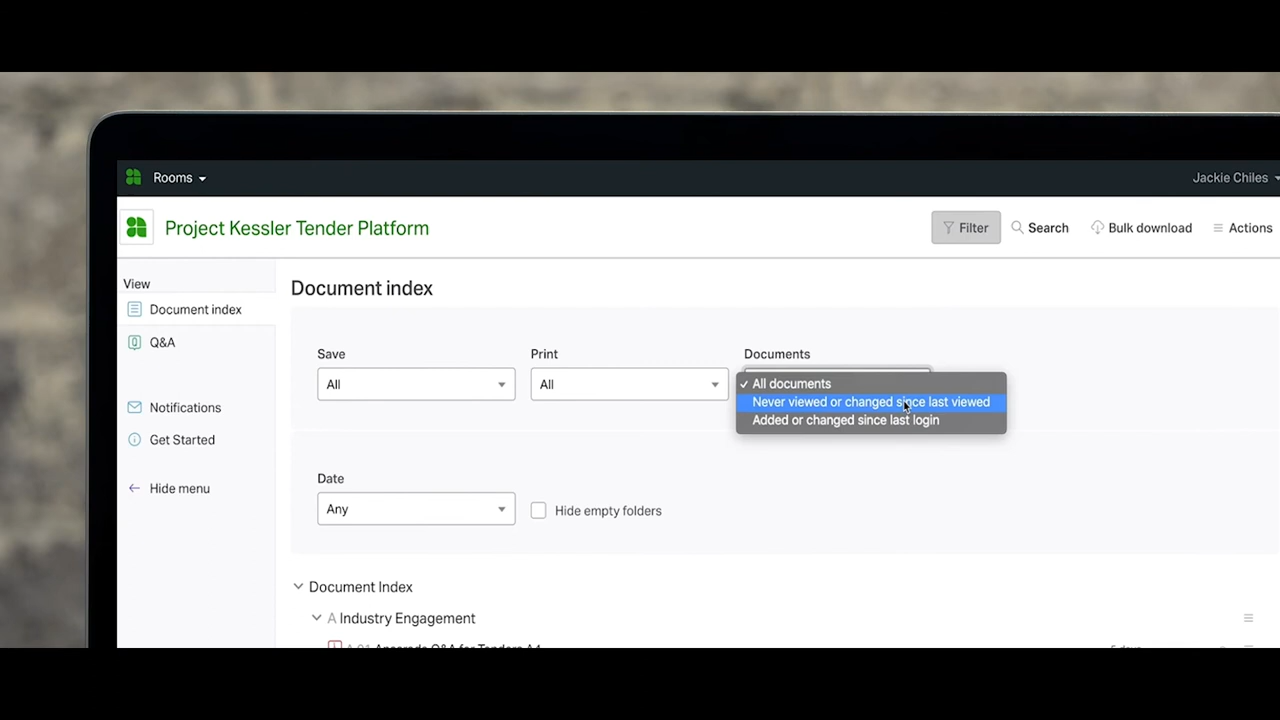 Rooms
Jackie Chiles
Project Kessler Tender Platform
Filter
Search
Bulk download
Actions
View
Document index
Q&A
Notifications
Get Started
Hide menu
Document index
Save
Print
Documents
All
All
✓ All documents
Never viewed or changed since last viewed
Added or changed since last login
Date
Any
Hide empty folders
Document Index
A Industry Engagement